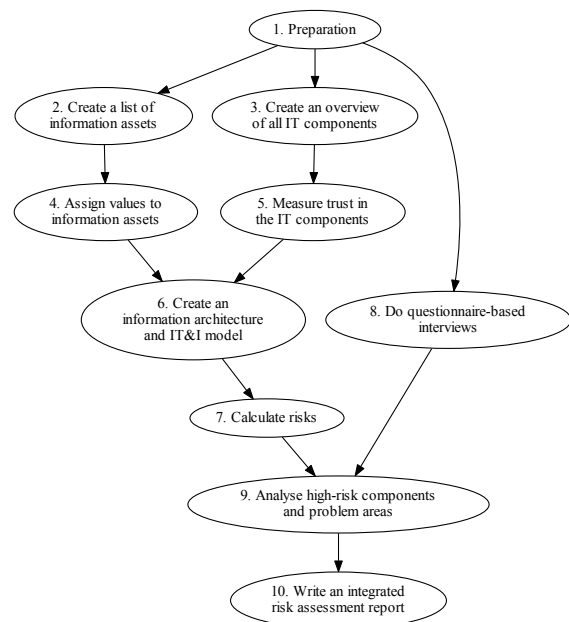 1. Preparation
2. Create a list of
information assets
3. Create an overview
of all IT components
4. Assign values to
information assets
5. Measure trust in
the IT components
6. Create an
information architecture
and IT&I model
8. Do questionnaire-based
interviews
7. Calculate risks
9. Analyse high-risk components
and problem areas
10. Write an integrated
risk assessment report